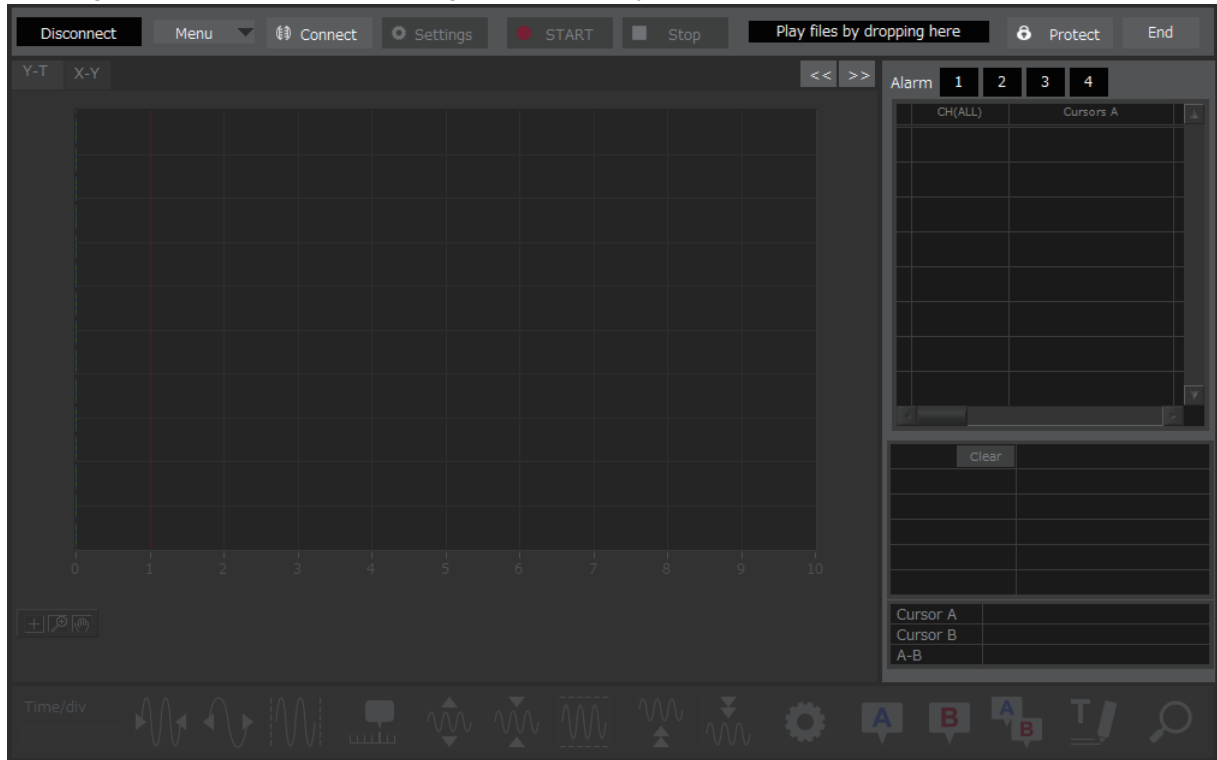 Disconnect Menu Connect Settings START Stop Play files by dropping here Protect End
Y-T X-Y << >>
Alarm 1 2 3 4
CH(ALL) Cursors A
Clear
0 1 2 3 4 5 6 7 8 9 10
Cursor A
Cursor B
A-B
Time/div
A B A B T